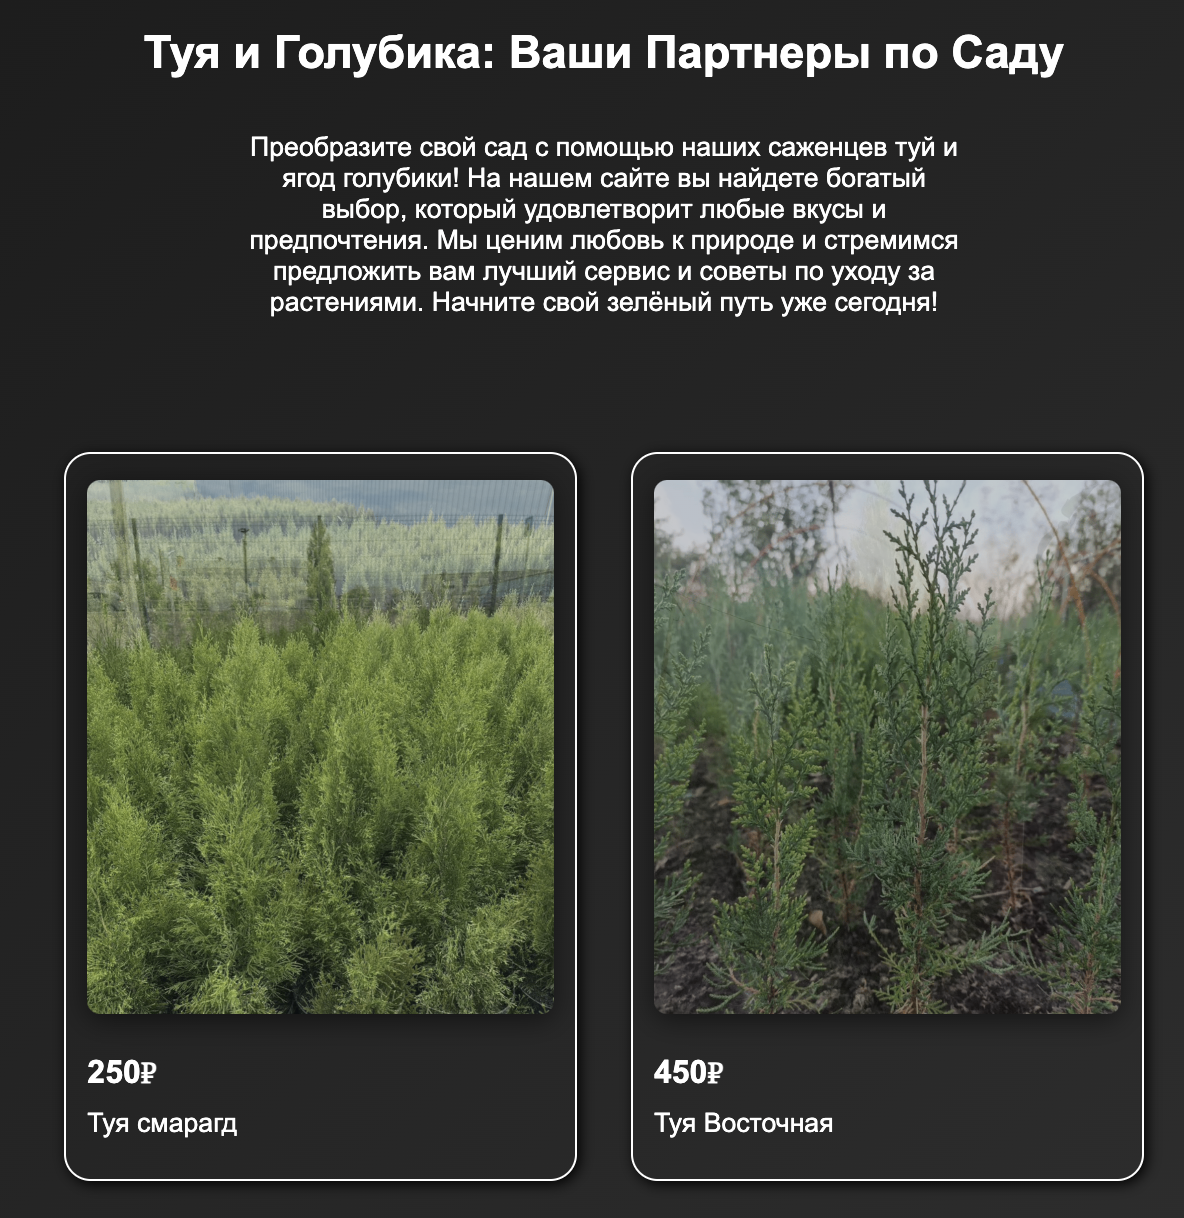 Туя и Голубика: Ваши Партнеры по Саду
Преобразите свой сад с помощью наших саженцев туй и
ягод голубики! На нашем сайте вы найдете богатый
выбор, который удовлетворит любые вкусы и
предпочтения. Мы ценим любовь к природе и стремимся
предложить вам лучший сервис и советы по уходу за
растениями. Начните свой зелёный путь уже сегодня!
250₽
Туя смарагд
450₽
Туя Восточная